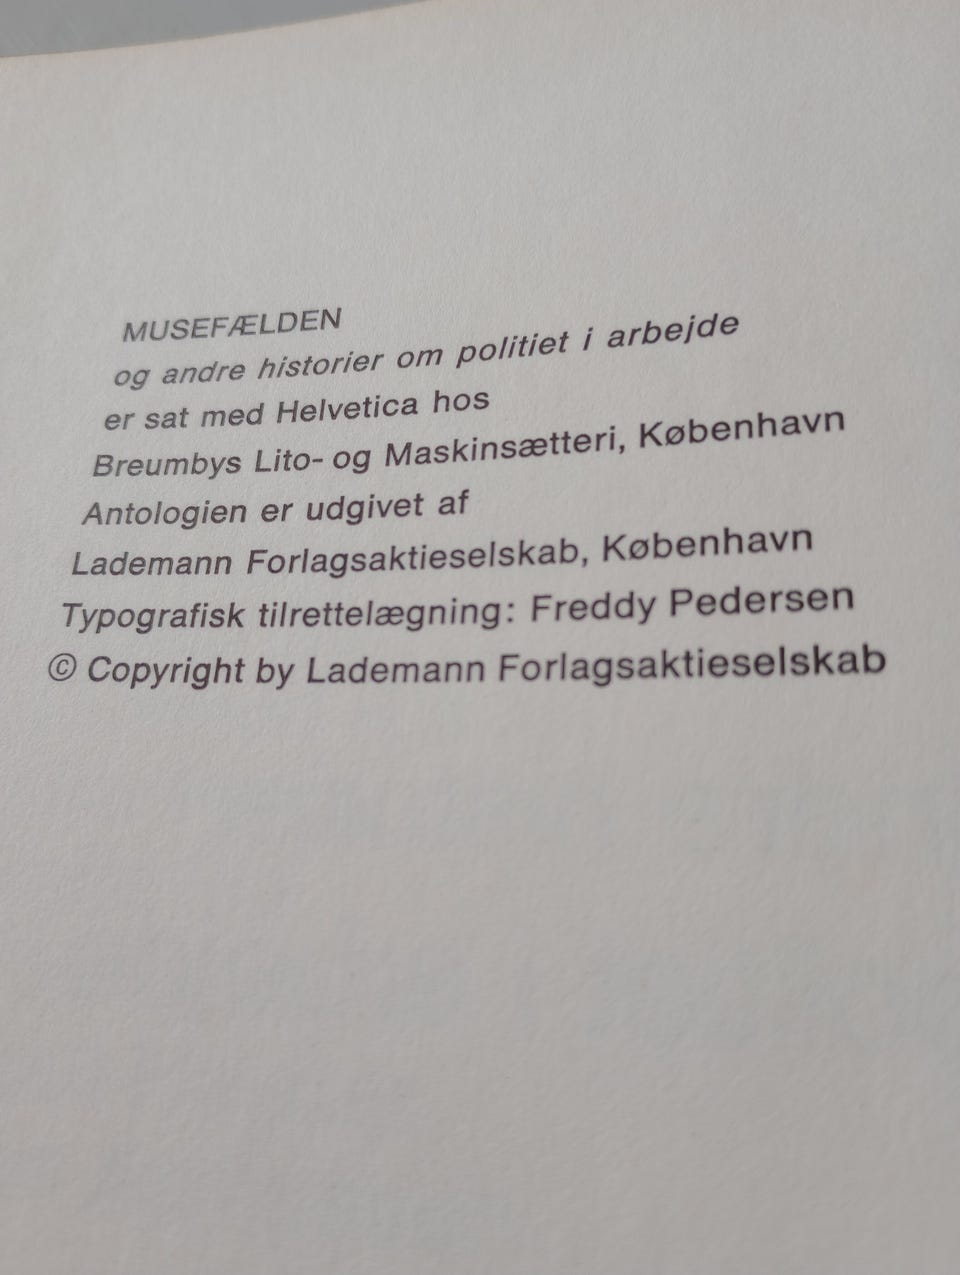 MUSEFÆLDEN
og andre historier om politiet i arbejde
er sat med Helvetica hos
Breumbys Lito- og Maskinsætteri, København
Antologien er udgivet af
Lademann Forlagsaktieselskab, København
Typografisk tilrettelægning: Freddy Pedersen
© Copyright by Lademann Forlagsaktieselskab